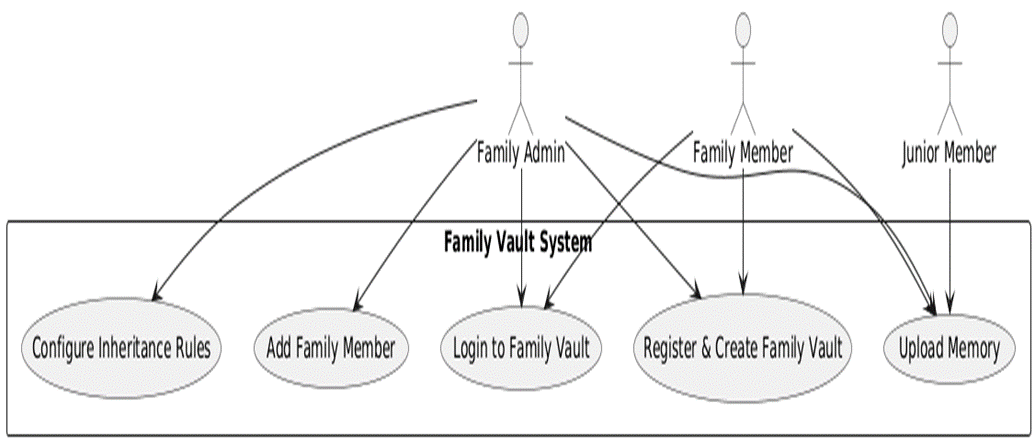 Family Admin
Family Member
Junior Member
Family Vault System
Configure Inheritance Rules
Add Family Member
Login to Family Vault
Register & Create Family Vault
Upload Memory